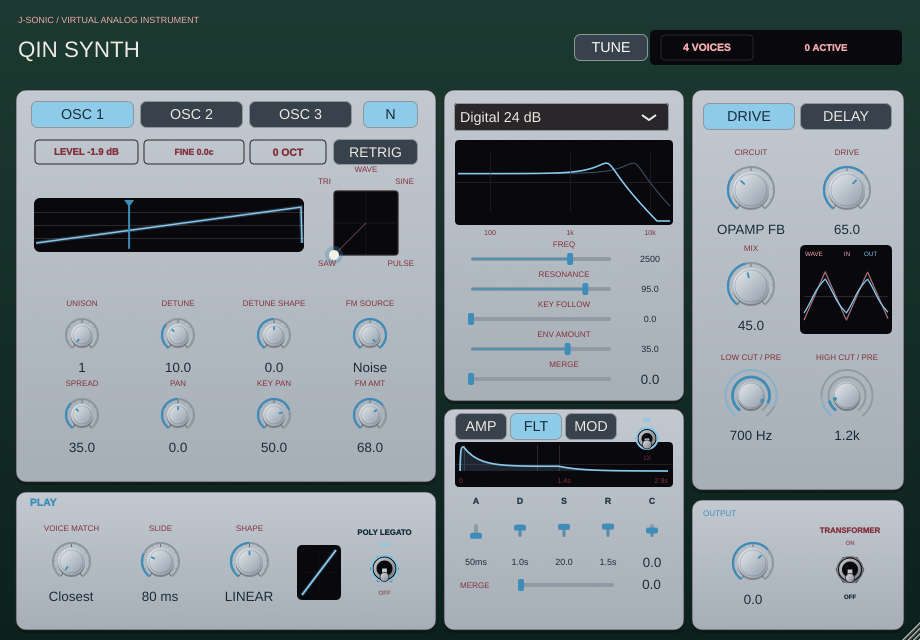 J-SONIC / VIRTUAL ANALOG INSTRUMENT
QIN SYNTH
TUNE
4 VOICES
0 ACTIVE
OSC 1
OSC 2
OSC 3
N
LEVEL -1.9 dB
FINE 0.0c
0 OCT
RETRIG
WAVE
TRI
SINE
SAW
PULSE
UNISON
DETUNE
DETUNE SHAPE
FM SOURCE
1
10.0
0.0
Noise
SPREAD
PAN
KEY PAN
FM AMT
35.0
0.0
50.0
68.0
PLAY
VOICE MATCH
SLIDE
SHAPE
POLY LEGATO
OFF
Closest
80 ms
LINEAR
Digital 24 dB
100
1k
10k
FREQ
2500
RESONANCE
95.0
KEY FOLLOW
0.0
ENV AMOUNT
35.0
MERGE
0.0
AMP
FLT
MOD
1X
0
1.4s
2.8s
A
D
S
R
C
50ms
1.0s
20.0
1.5s
0.0
MERGE
0.0
DRIVE
DELAY
CIRCUIT
DRIVE
OPAMP FB
65.0
MIX
45.0
WAVE
IN
OUT
LOW CUT / PRE
HIGH CUT / PRE
700 Hz
1.2k
OUTPUT
0.0
TRANSFORMER
ON
OFF